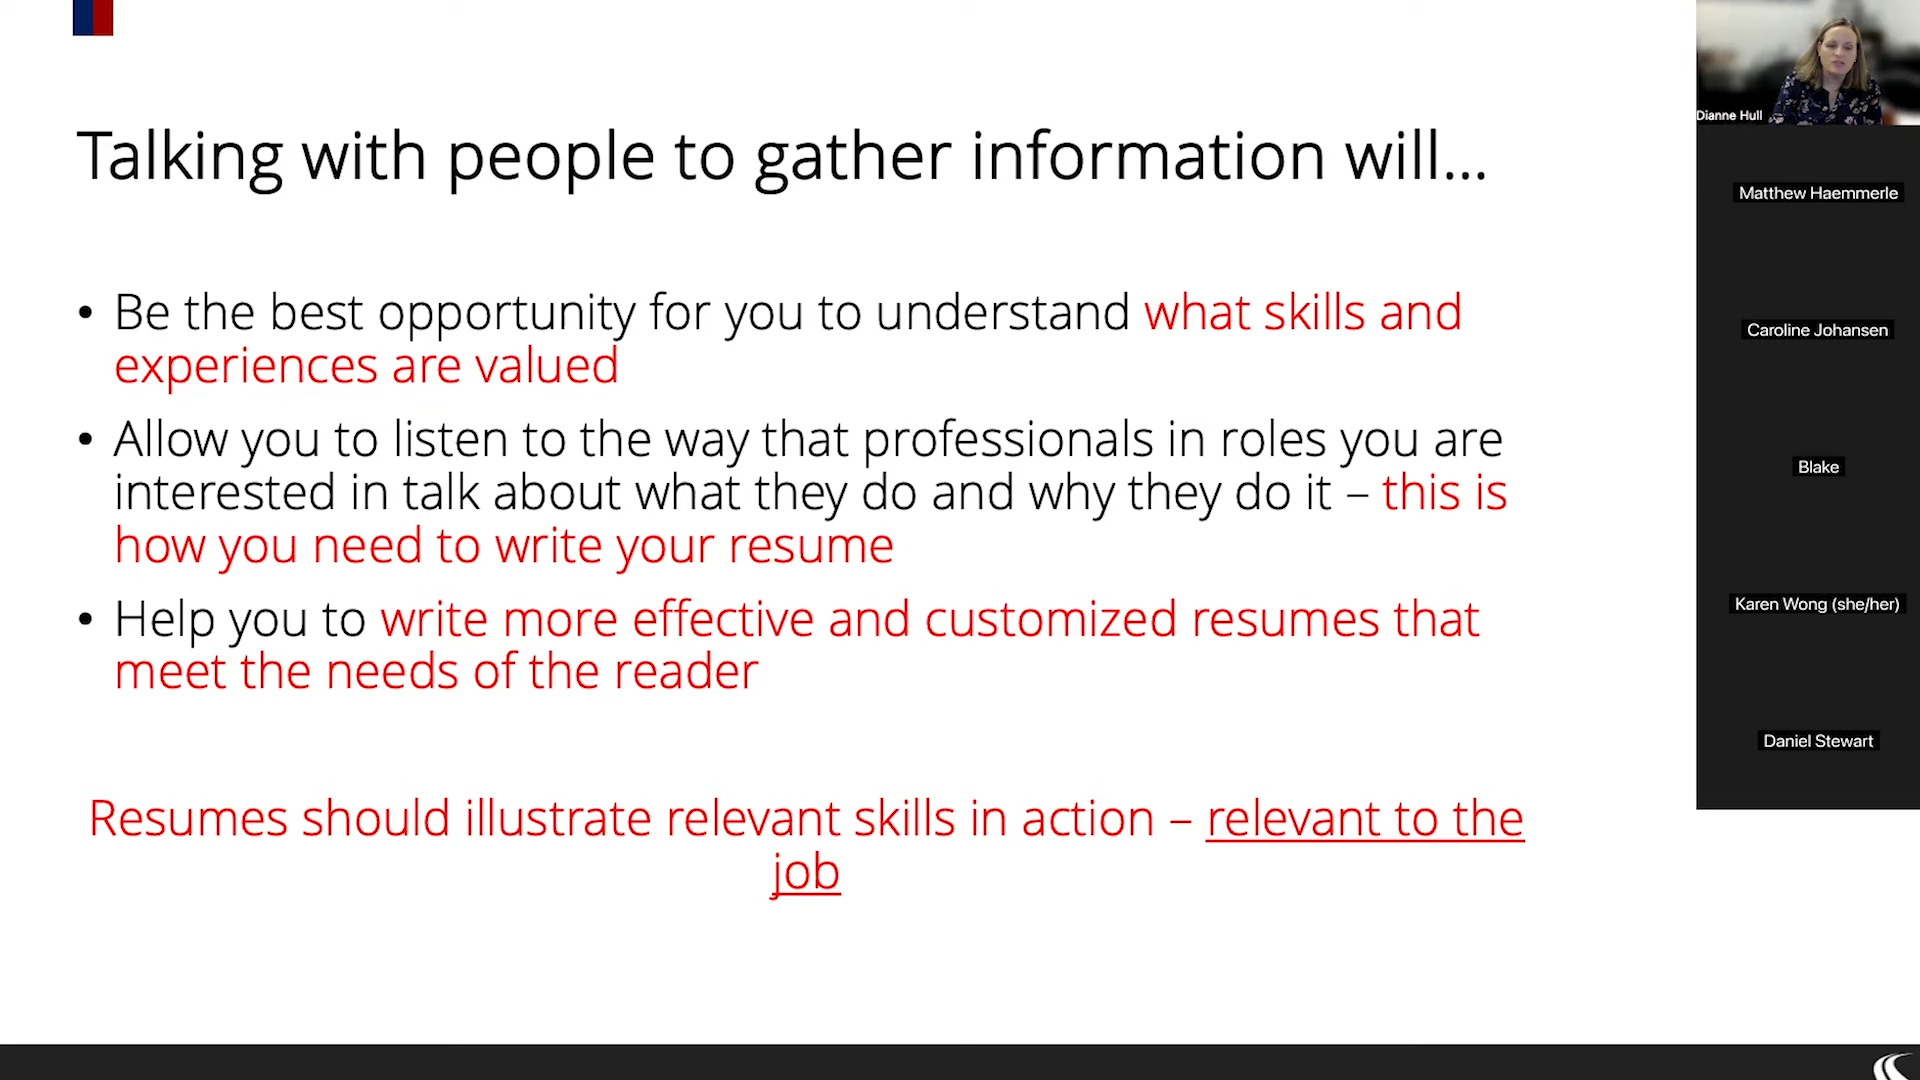 Talking with people to gather information will...
• Be the best opportunity for you to understand what skills and
experiences are valued
• Allow you to listen to the way that professionals in roles you are
interested in talk about what they do and why they do it – this is
how you need to write your resume
• Help you to write more effective and customized resumes that
meet the needs of the reader
Resumes should illustrate relevant skills in action – relevant to the
job
Dianne Hull
Matthew Haemmerle
Caroline Johansen
Blake
Karen Wong (she/her)
Daniel Stewart